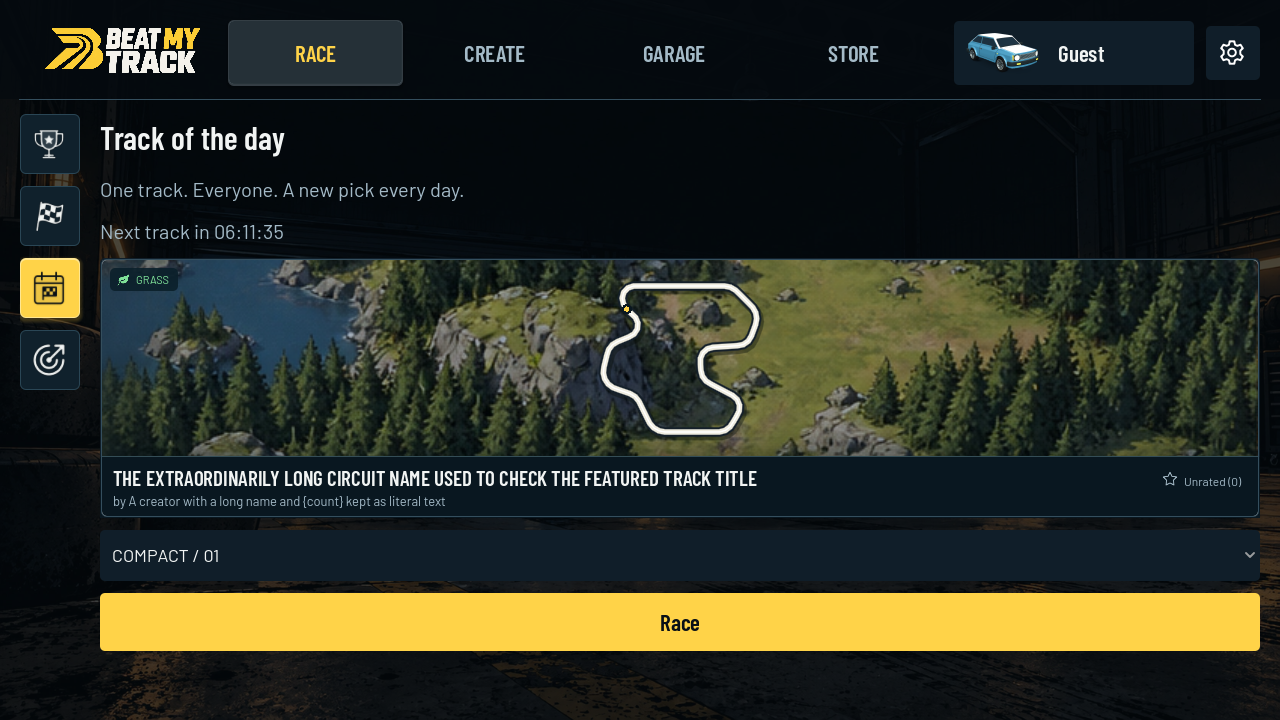 BEAT MY TRACK
RACE
CREATE
GARAGE
STORE
Guest
Track of the day
One track. Everyone. A new pick every day.
Next track in 06:11:35
GRASS
THE EXTRAORDINARILY LONG CIRCUIT NAME USED TO CHECK THE FEATURED TRACK TITLE
by A creator with a long name and {count} kept as literal text
Unrated (0)
COMPACT / 01
Race